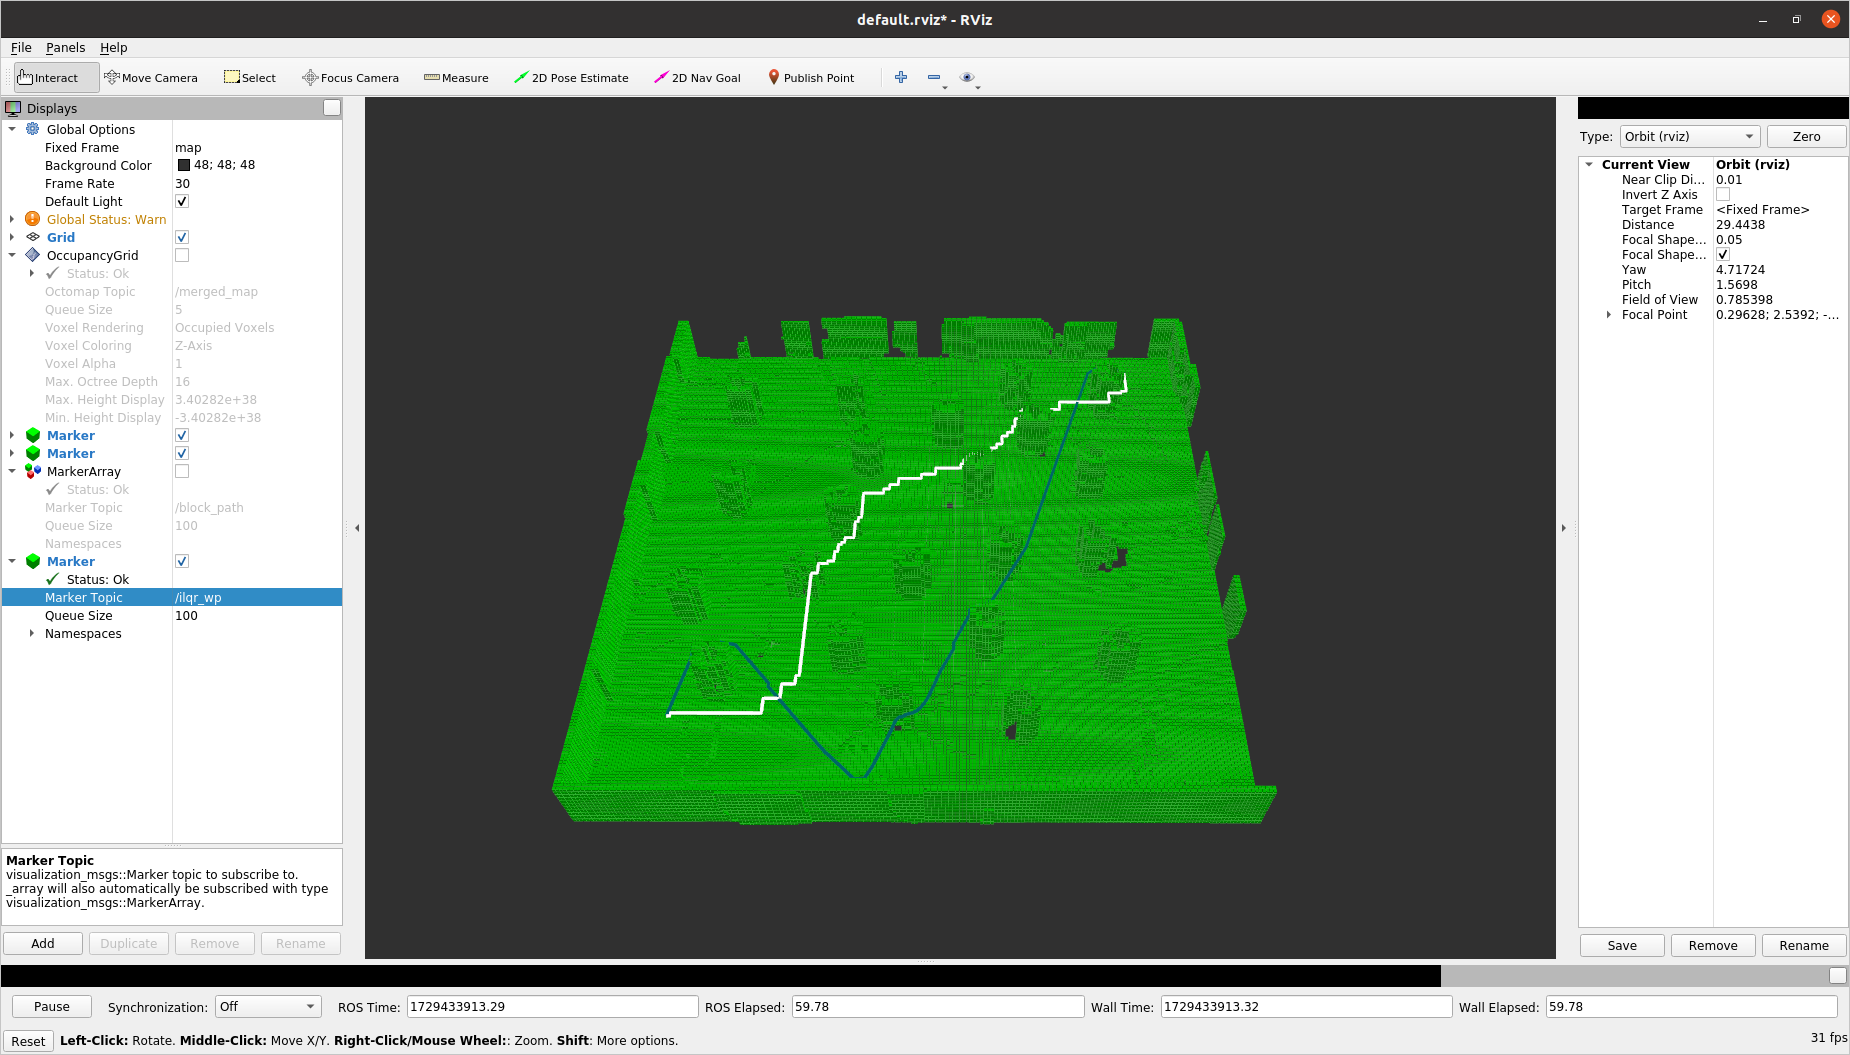 default.rviz* - RViz
File Panels Help
Interact Move Camera Select Focus Camera Measure 2D Pose Estimate 2D Nav Goal Publish Point
Displays
Global Options
Fixed Frame map
Background Color 48; 48; 48
Frame Rate 30
Default Light
Global Status: Warn
Grid
OccupancyGrid
Status: Ok
Octomap Topic /merged_map
Queue Size 5
Voxel Rendering Occupied Voxels
Voxel Coloring Z-Axis
Voxel Alpha 1
Max. Octree Depth 16
Max. Height Display 3.40282e+38
Min. Height Display -3.40282e+38
Marker
Marker
MarkerArray
Status: Ok
Marker Topic /block_path
Queue Size 100
Namespaces
Marker
Status: Ok
Marker Topic /ilqr_wp
Queue Size 100
Namespaces
Marker Topic
visualization_msgs::Marker topic to subscribe to.
_array will also automatically be subscribed with type
visualization_msgs::MarkerArray.
Add Duplicate Remove Rename
Type: Orbit (rviz) Zero
Current View Orbit (rviz)
Near Clip Di... 0.01
Invert Z Axis
Target Frame <Fixed Frame>
Distance 29.4438
Focal Shape... 0.05
Focal Shape...
Yaw 4.71724
Pitch 1.5698
Field of View 0.785398
Focal Point 0.29628; 2.5392; -...
Save Remove Rename
Pause Synchronization: Off ROS Time: 1729433913.29 ROS Elapsed: 59.78 Wall Time: 1729433913.32 Wall Elapsed: 59.78
Reset Left-Click: Rotate. Middle-Click: Move X/Y. Right-Click/Mouse Wheel:: Zoom. Shift: More options. 31 fps